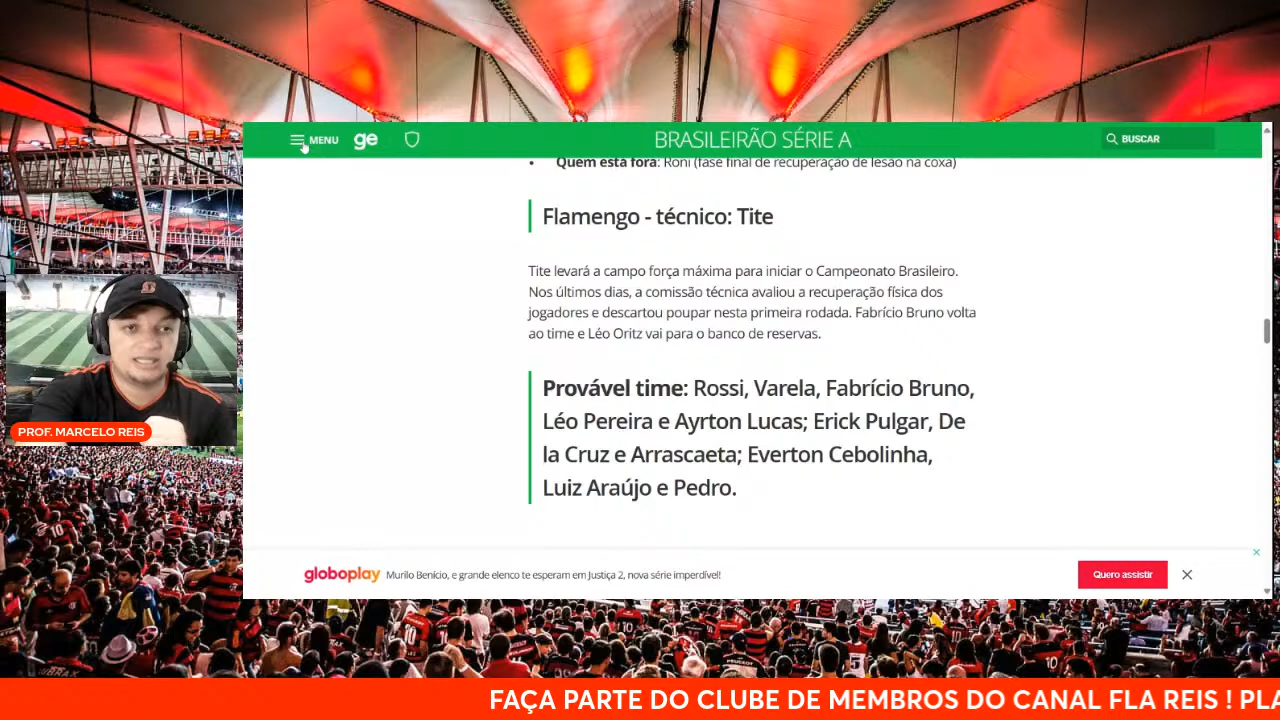 MENU ge BRASILEIRÃO SÉRIE A BUSCAR
• Quem está fora: Roni (fase final de recuperação de lesão na coxa)
Flamengo - técnico: Tite
Tite levará a campo força máxima para iniciar o Campeonato Brasileiro.
Nos últimos dias, a comissão técnica avaliou a recuperação física dos
jogadores e descartou poupar nesta primeira rodada. Fabrício Bruno volta
ao time e Léo Oritz vai para o banco de reservas.
Provável time: Rossi, Varela, Fabrício Bruno,
Léo Pereira e Ayrton Lucas; Erick Pulgar, De
la Cruz e Arrascaeta; Everton Cebolinha,
Luiz Araújo e Pedro.
PROF. MARCELO REIS
globoplay Murilo Benício, e grande elenco te esperam em Justiça 2, nova série imperdível! Quero assistir
FAÇA PARTE DO CLUBE DE MEMBROS DO CANAL FLA REIS ! PLA